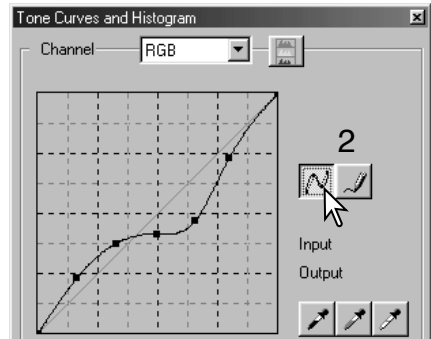 Tone Curves and Histogram
Channel
RGB
2
Input
Output